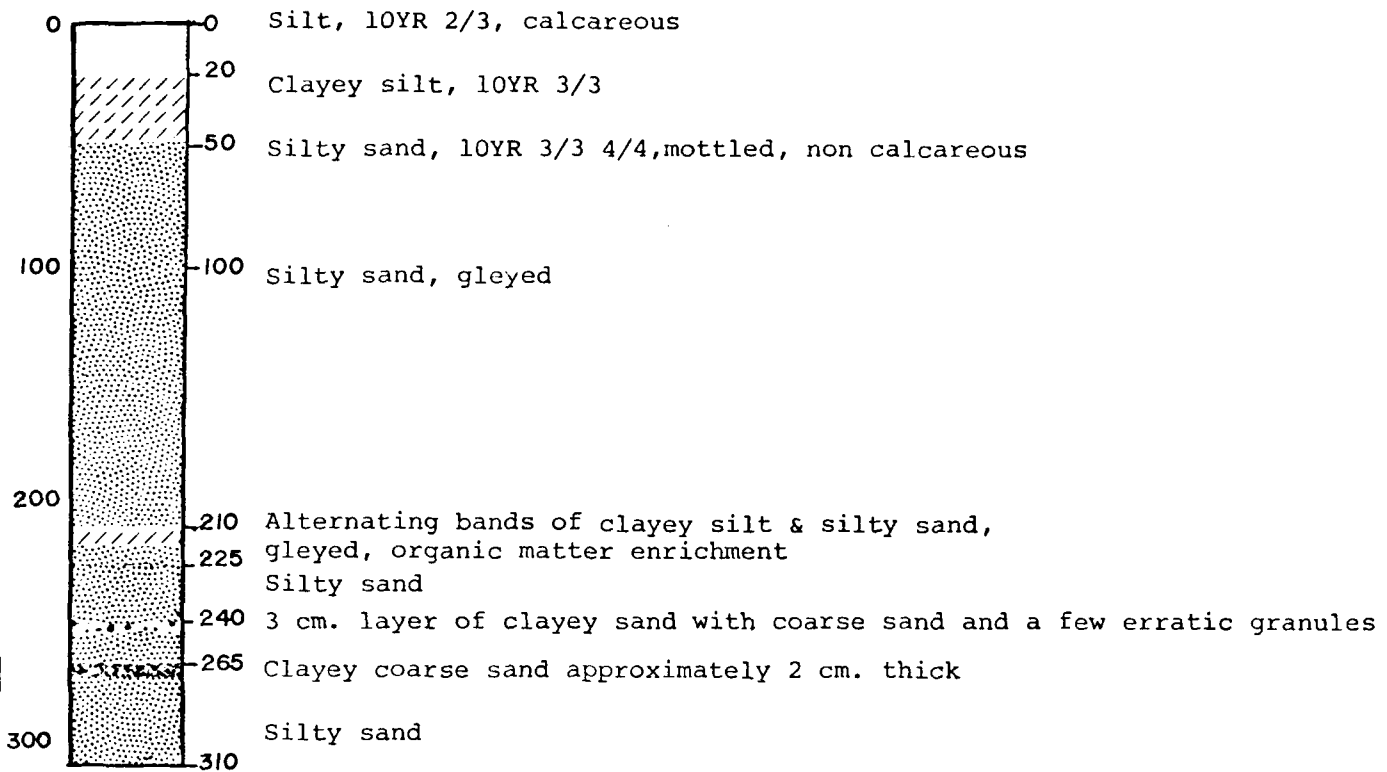 0 0 Silt, 10YR 2/3, calcareous
20
Clayey silt, 10YR 3/3
50 Silty sand, 10YR 3/3 4/4,mottled, non calcareous
100 100 Silty sand, gleyed
200
210 Alternating bands of clayey silt & silty sand,
225 gleyed, organic matter enrichment
Silty sand
240 3 cm. layer of clayey sand with coarse sand and a few erratic granules
265 Clayey coarse sand approximately 2 cm. thick
300 Silty sand
310